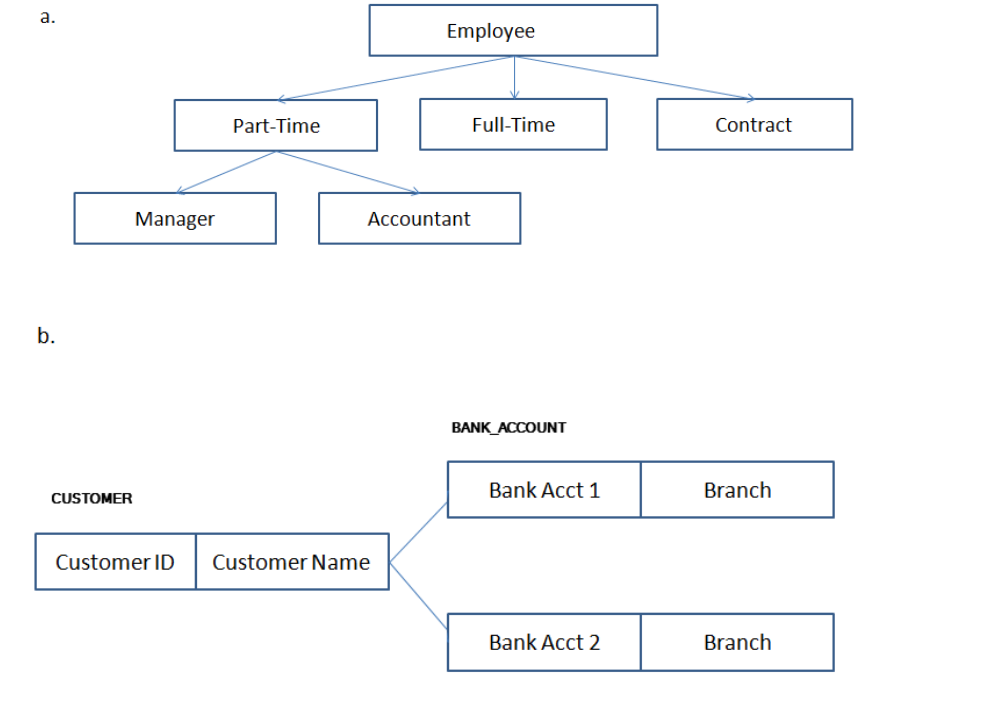 a.
Employee
Part-Time
Full-Time
Contract
Manager
Accountant
b.
BANK_ACCOUNT
Bank Acct 1
Branch
CUSTOMER
Customer ID
Customer Name
Bank Acct 2
Branch